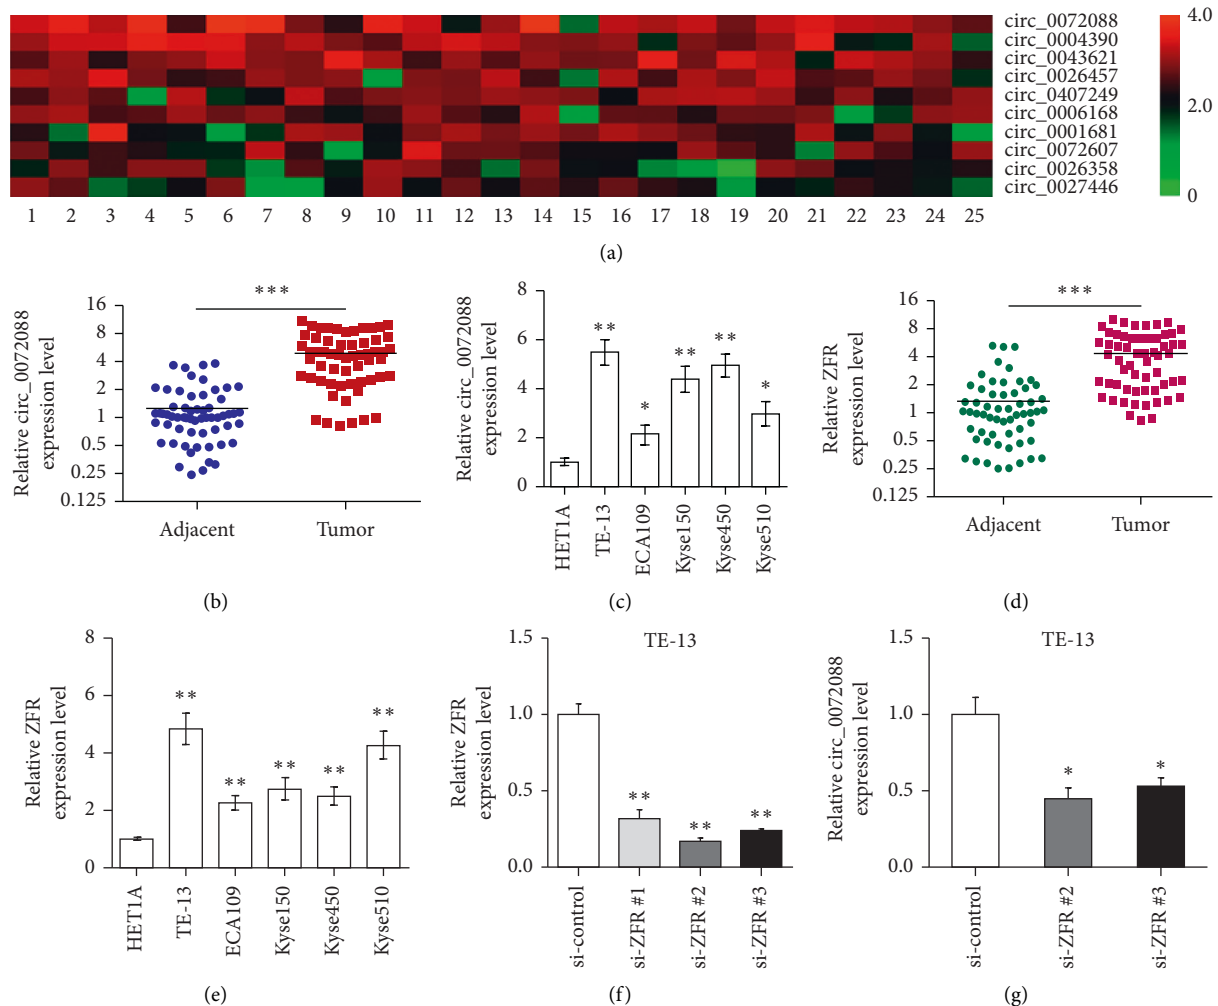 circ_0072088
circ_0004390
circ_0043621
circ_0026457
circ_0407249
circ_0006168
circ_0001681
circ_0072607
circ_0026358
circ_0027446
4.0
2.0
0
1 2 3 4 5 6 7 8 9 10 11 12 13 14 15 16 17 18 19 20 21 22 23 24 25
(a)
Relative circ_0072088
expression level
16
8
4
2
1
0.5
0.25
0.125
***
Adjacent Tumor
(b)
Relative circ_0072088
expression level
8
6
4
2
0
** * ** ** *
HET1A
TE-13
ECA109
Kyse150
Kyse450
Kyse510
(c)
Relative ZFR
expression level
16
8
4
2
1
0.5
0.25
0.125
***
Adjacent Tumor
(d)
Relative ZFR
expression level
8
6
4
2
0
** ** ** ** **
HET1A
TE-13
ECA109
Kyse150
Kyse450
Kyse510
(e)
TE-13
Relative ZFR
expression level
1.5
1.0
0.5
0.0
** ** **
si-control
si-ZFR #1
si-ZFR #2
si-ZFR #3
(f)
TE-13
Relative circ_0072088
expression level
1.5
1.0
0.5
0.0
* *
si-control
si-ZFR #2
si-ZFR #3
(g)